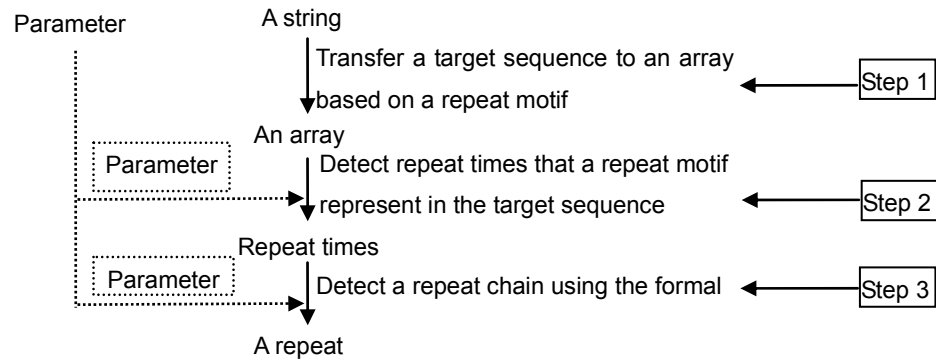 Parameter
A string
Transfer a target sequence to an array
based on a repeat motif
Step 1
An array
Parameter
Detect repeat times that a repeat motif
represent in the target sequence
Step 2
Repeat times
Parameter
Detect a repeat chain using the formal
Step 3
A repeat